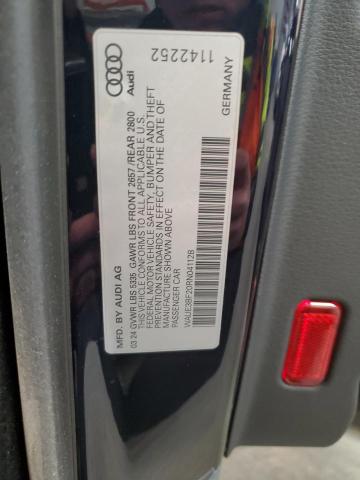 MFD. BY AUDI AG
03 24 GVWR LBS 5335 GAWR LBS FRONT 2657 /REAR 2800
THIS VEHICLE CONFORMS TO ALL APPLICABLE U.S.
FEDERAL MOTOR VEHICLE SAFETY, BUMPER AND THEFT
PREVENTION STANDARDS IN EFFECT ON THE DATE OF
MANUFACTURE SHOWN ABOVE
PASSENGER CAR
WAUE3BF20RN04112B
Audi
1142252
GERMANY